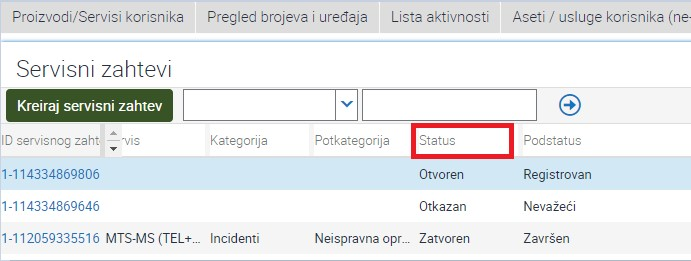 Proizvodi/Servisi korisnika Pregled brojeva i uređaja Lista aktivnosti Aseti / usluge korisnika (ne-
Servisni zahtevi
Kreiraj servisni zahtev
ID servisnog zaht vis Kategorija Potkategorija Status Podstatus
1-114334869806 Otvoren Registrovan
1-114334869646 Otkazan Nevažeći
1-112059335516 MTS-MS (TEL+... Incidenti Neispravna opr... Zatvoren Završen